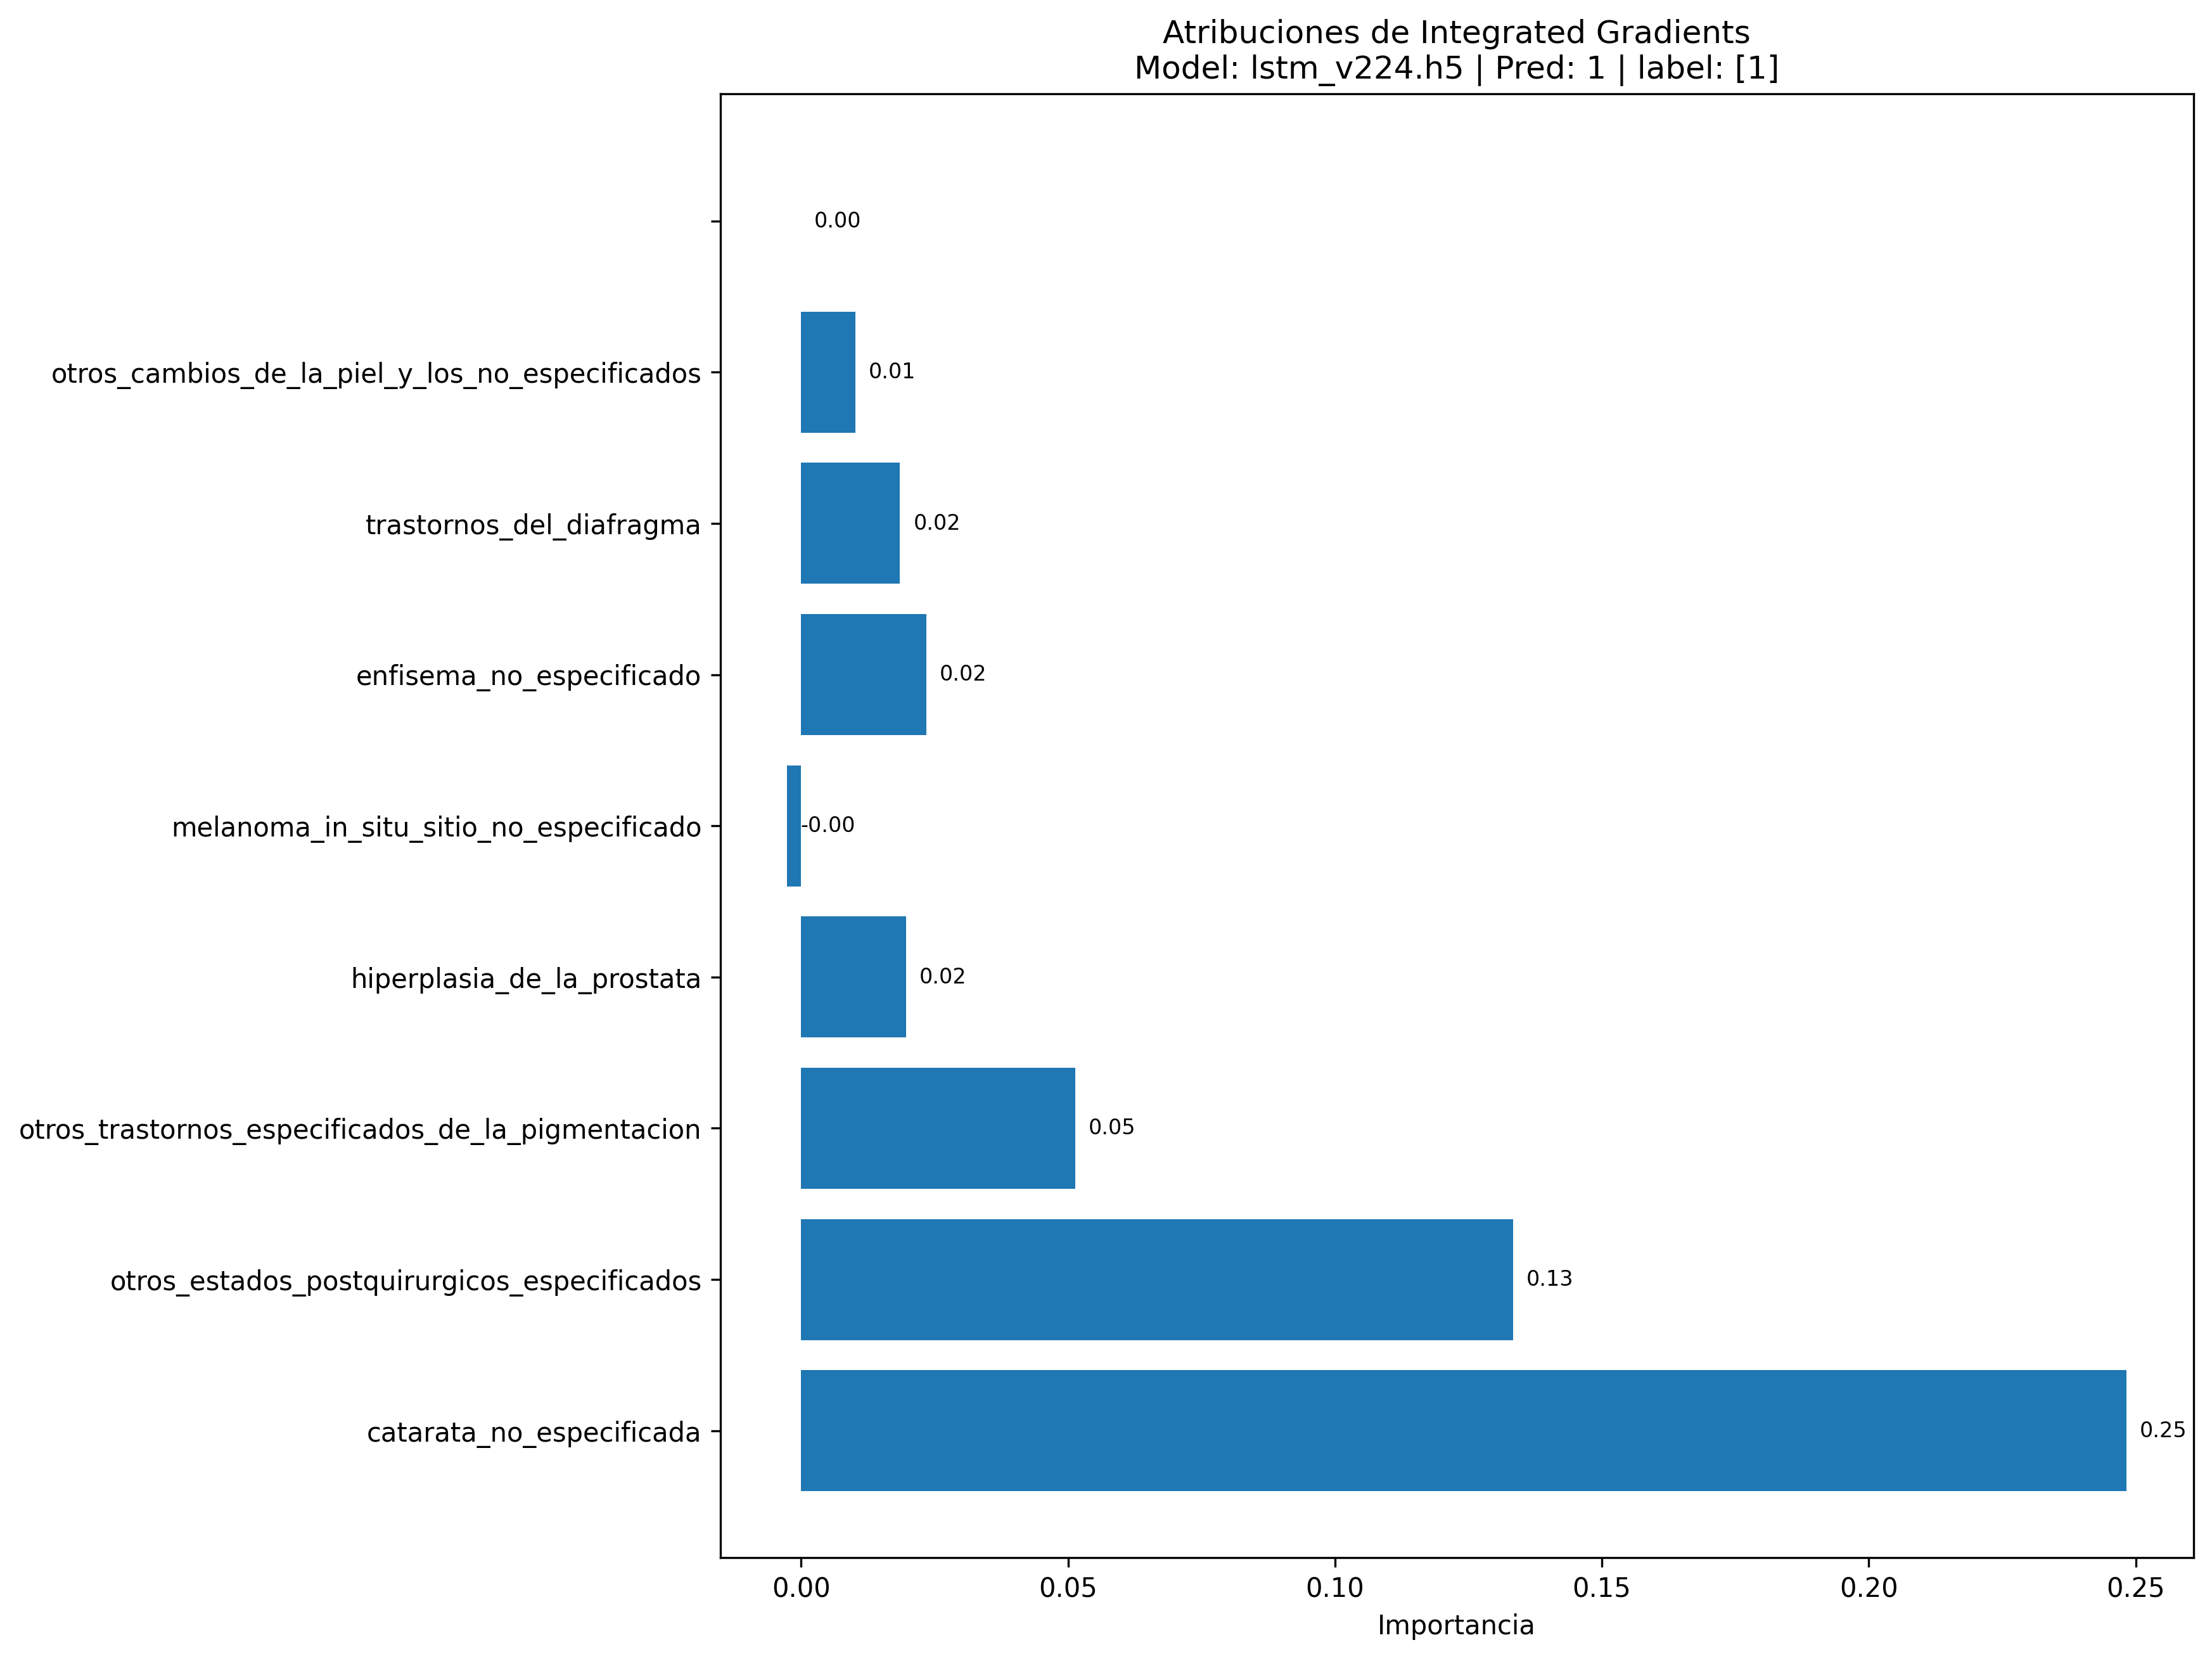 Atribuciones de Integrated Gradients
Model: lstm_v224.h5 | Pred: 1 | label: [1]
0.00
otros_cambios_de_la_piel_y_los_no_especificados 0.01
trastornos_del_diafragma 0.02
enfisema_no_especificado 0.02
melanoma_in_situ_sitio_no_especificado -0.00
hiperplasia_de_la_prostata 0.02
otros_trastornos_especificados_de_la_pigmentacion 0.05
otros_estados_postquirurgicos_especificados 0.13
catarata_no_especificada 0.25
0.00 0.05 0.10 0.15 0.20 0.25
Importancia